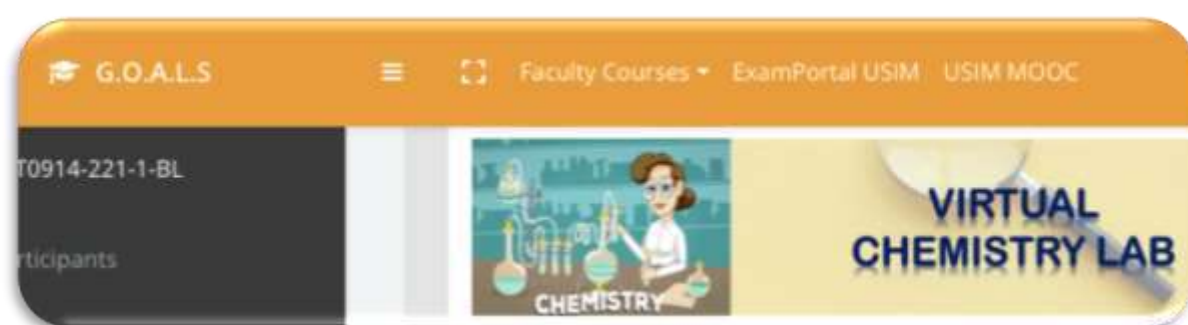 G.O.A.L.S Faculty Courses ExamPortal USIM USIM MOOC
T0914-221-1-BL
rticipants
CHEMISTRY
VIRTUAL
CHEMISTRY LAB